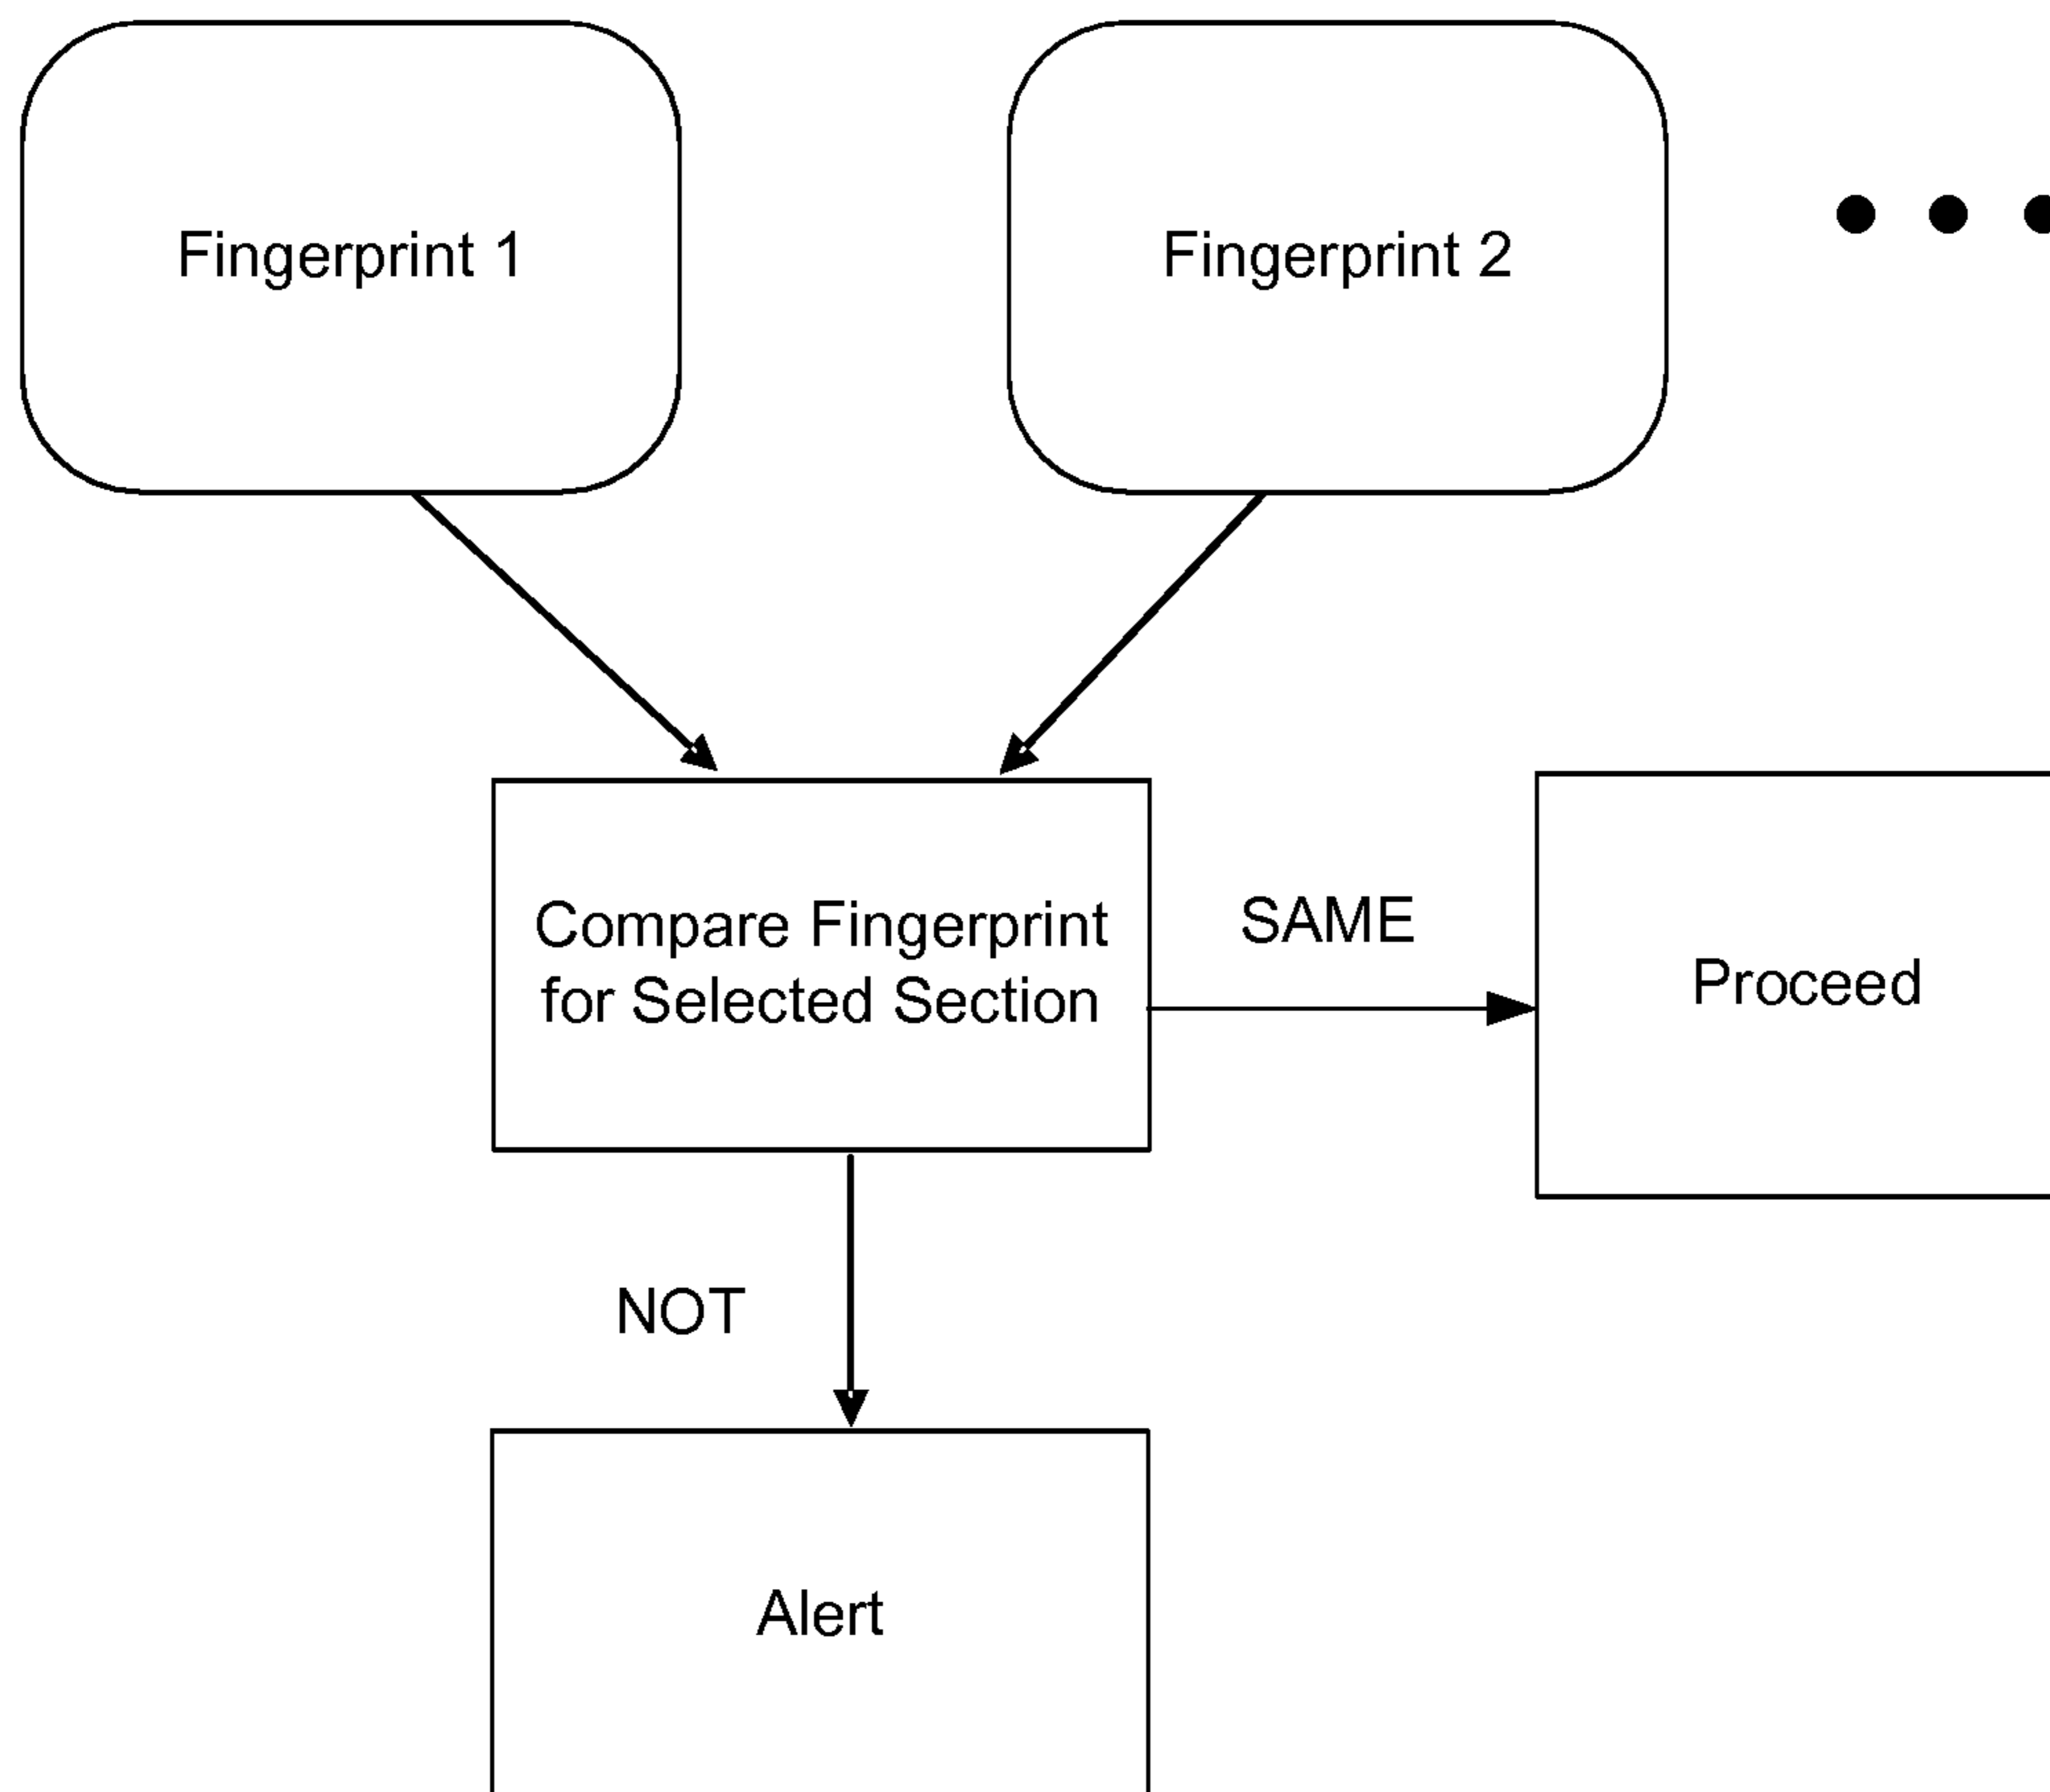 Fingerprint 1
Fingerprint 2
Compare Fingerprint
for Selected Section
SAME
Proceed
NOT
Alert